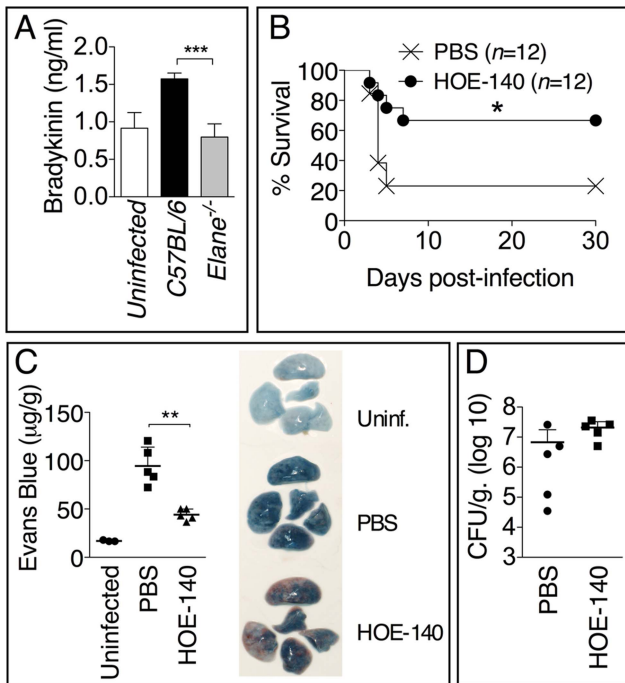 A
Bradykinin (ng/ml)
2.0
1.5
1.0
0.5
0.0
***
Uninfected
C57BL/6
Elane-/-
B
PBS (n=12)
HOE-140 (n=12)
% Survival
100
80
60
40
20
0
*
0 10 20 30
Days post-infection
C
Evans Blue (µg/g)
150
100
50
0
**
Uninfected
PBS
HOE-140
Uninf.
PBS
HOE-140
D
CFU/g. (log 10)
8
7
6
5
4
3
PBS
HOE-140